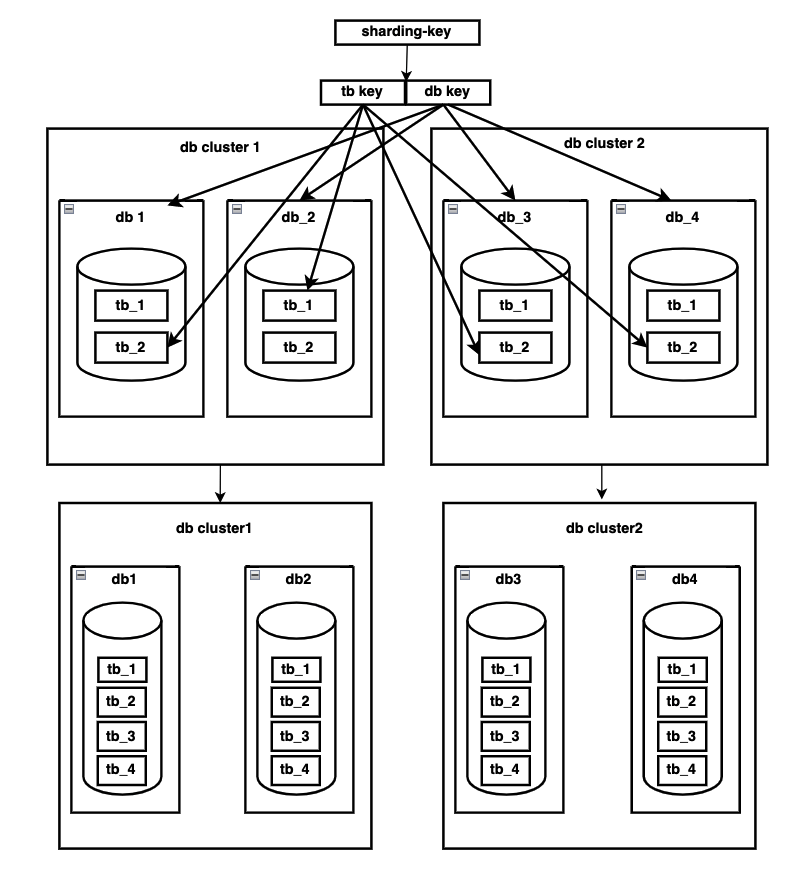 sharding-key
tb key
db key
db cluster 1
db cluster 2
db 1
db_2
db_3
db_4
tb_1
tb_1
tb_1
tb_1
tb_2
tb_2
tb_2
tb_2
db cluster1
db cluster2
db1
db2
db3
db4
tb_1
tb_1
tb_1
tb_1
tb_2
tb_2
tb_2
tb_2
tb_3
tb_3
tb_3
tb_3
tb_4
tb_4
tb_4
tb_4